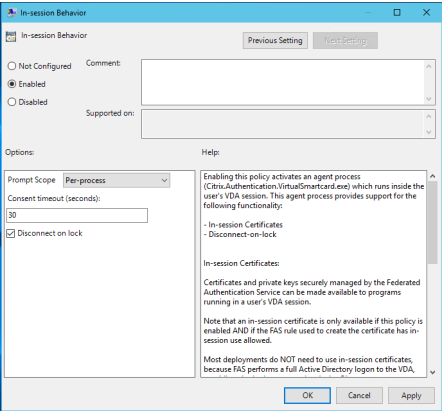 In-session Behavior
In-session Behavior
Previous Setting
Next Setting
Not Configured
Comment:
Enabled
Disabled
Supported on:
Options:
Help:
Prompt Scope Per-process
Consent timeout (seconds):
30
Disconnect on lock
Enabling this policy activates an agent process
(Citrix.Authentication.VirtualSmartcard.exe) which runs inside the
user's VDA session. This agent process provides support for the
following functionality:
- In-session Certificates
- Disconnect-on-lock
In-session Certificates:
Certificates and private keys securely managed by the Federated
Authentication Service can be made available to programs
running in a user's VDA session.
Note that an in-session certificate is only available if this policy is
enabled AND if the FAS rule used to create the certificate has in-
session use allowed.
Most deployments do NOT need to use in-session certificates,
because FAS performs a full Active Directory logon to the VDA,
OK
Cancel
Apply